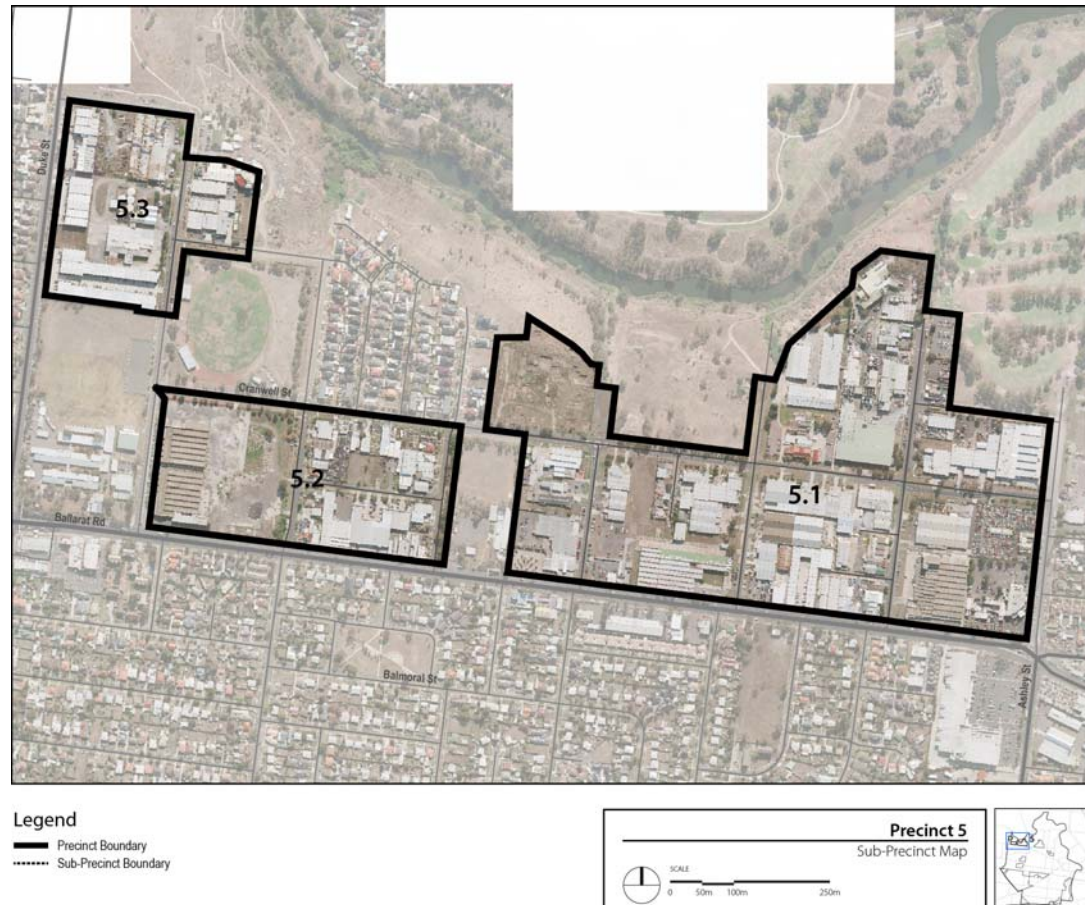 Duke St
5.3
Cranwell St
5.2
5.1
Ballarat Rd
Balmoral St
Ashley St
Legend
Precinct Boundary
Sub-Precinct Boundary
Precinct 5
Sub-Precinct Map
SCALE
0 50m 100m 250m